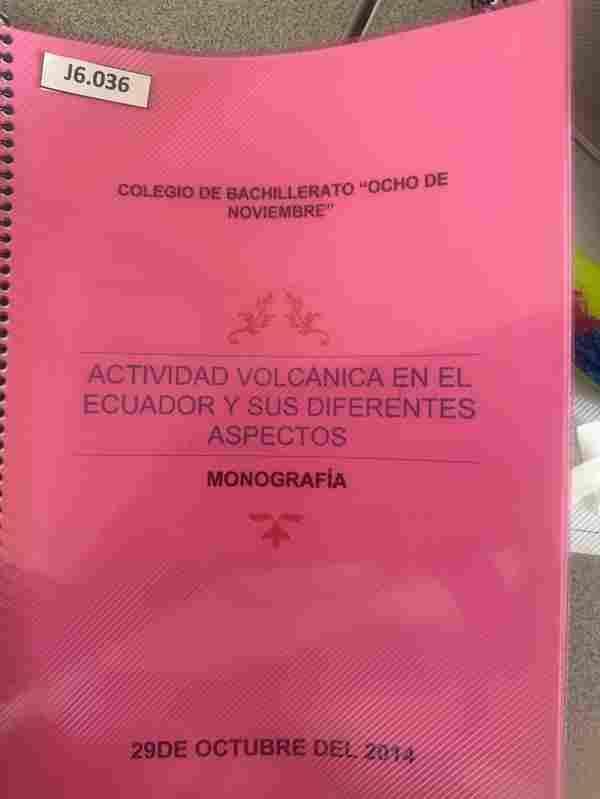 J6.036
COLEGIO DE BACHILLERATO "OCHO DE
NOVIEMBRE"
ACTIVIDAD VOLCANICA EN EL
ECUADOR Y SUS DIFERENTES
ASPECTOS
MONOGRAFÍA
29DE OCTUBRE DEL 2014